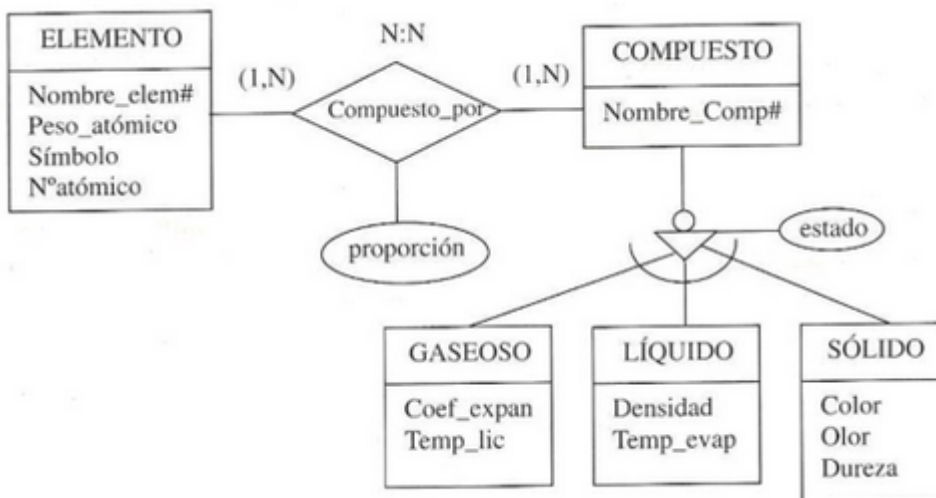 ELEMENTO
Nombre_elem#
Peso_atómico
Símbolo
Nºatómico
N:N
(1,N)
Compuesto_por
(1,N)
proporción
COMPUESTO
Nombre_Comp#
estado
GASEOSO
Coef_expan
Temp_lic
LÍQUIDO
Densidad
Temp_evap
SÓLIDO
Color
Olor
Dureza